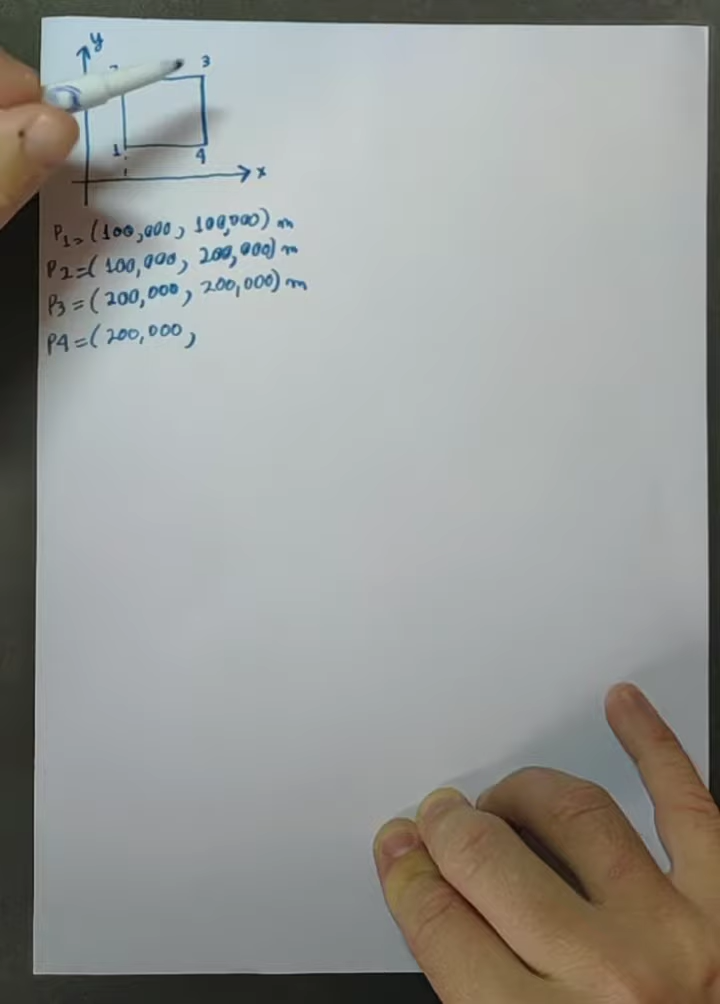 y
3
1
4
x
P1=(100,000, 100,000) m
P2=(100,000, 200,000) m
P3=(200,000, 200,000) m
P4=(200,000,